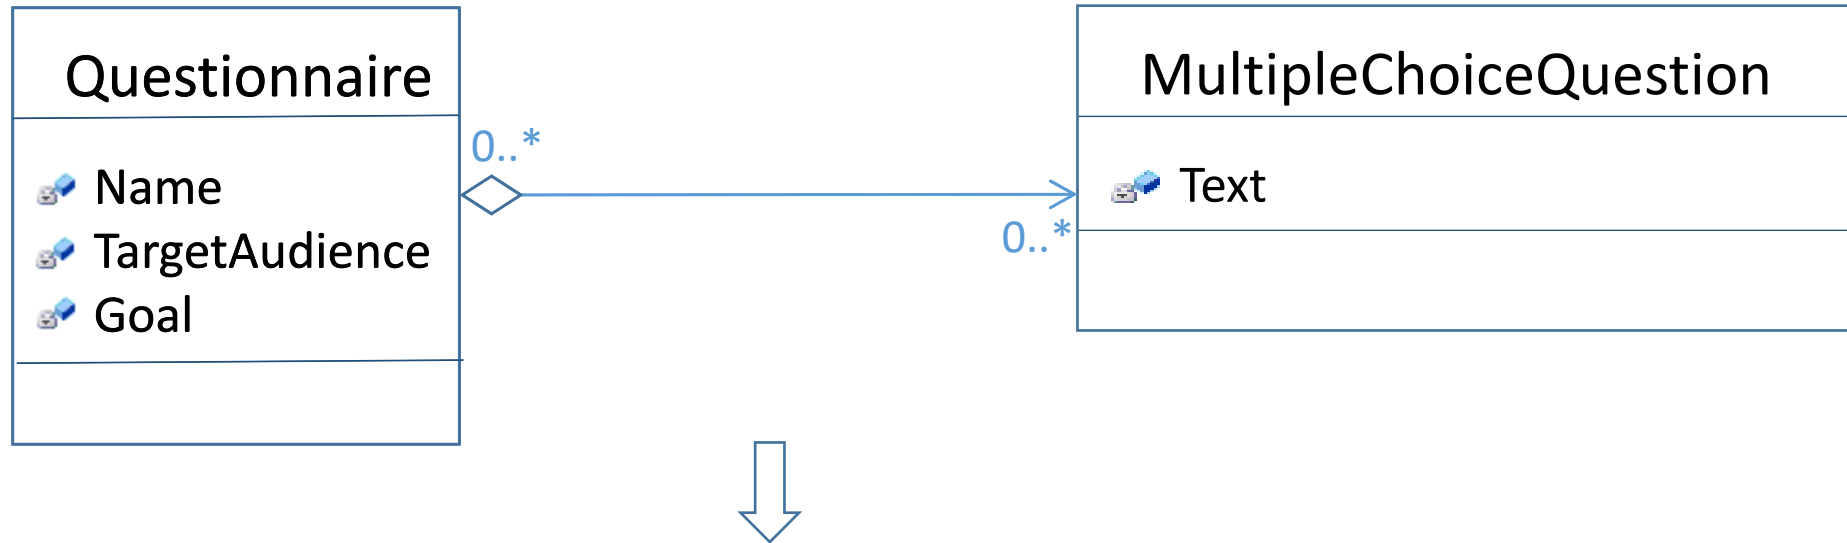 Questionnaire
Name
TargetAudience
Goal
0..*
0..*
MultipleChoiceQuestion
Text